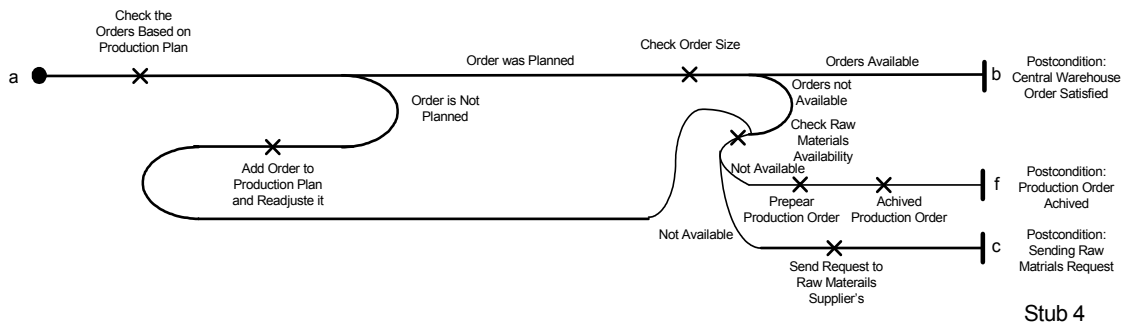 Check the
Orders Based on
Production Plan
a
Order was Planned
Check Order Size
Orders Available
b
Postcondition:
Central Warehouse
Order Satisfied
Order is Not
Planned
Orders not
Available
Check Raw
Materials
Availability
Add Order to
Production Plan
and Readjuste it
Not Available
Prepear
Production Order
Achived
Production Order
f
Postcondition:
Production Order
Achived
Not Available
Send Request to
Raw Materails
Supplier's
c
Postcondition:
Sending Raw
Matrials Request
Stub 4